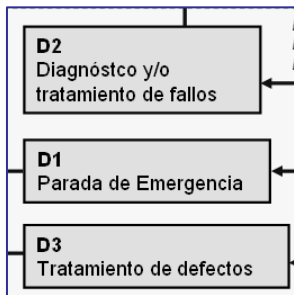 D2
Diagnóstco y/o
tratamiento de fallos
D1
Parada de Emergencia
D3
Tratamiento de defectos